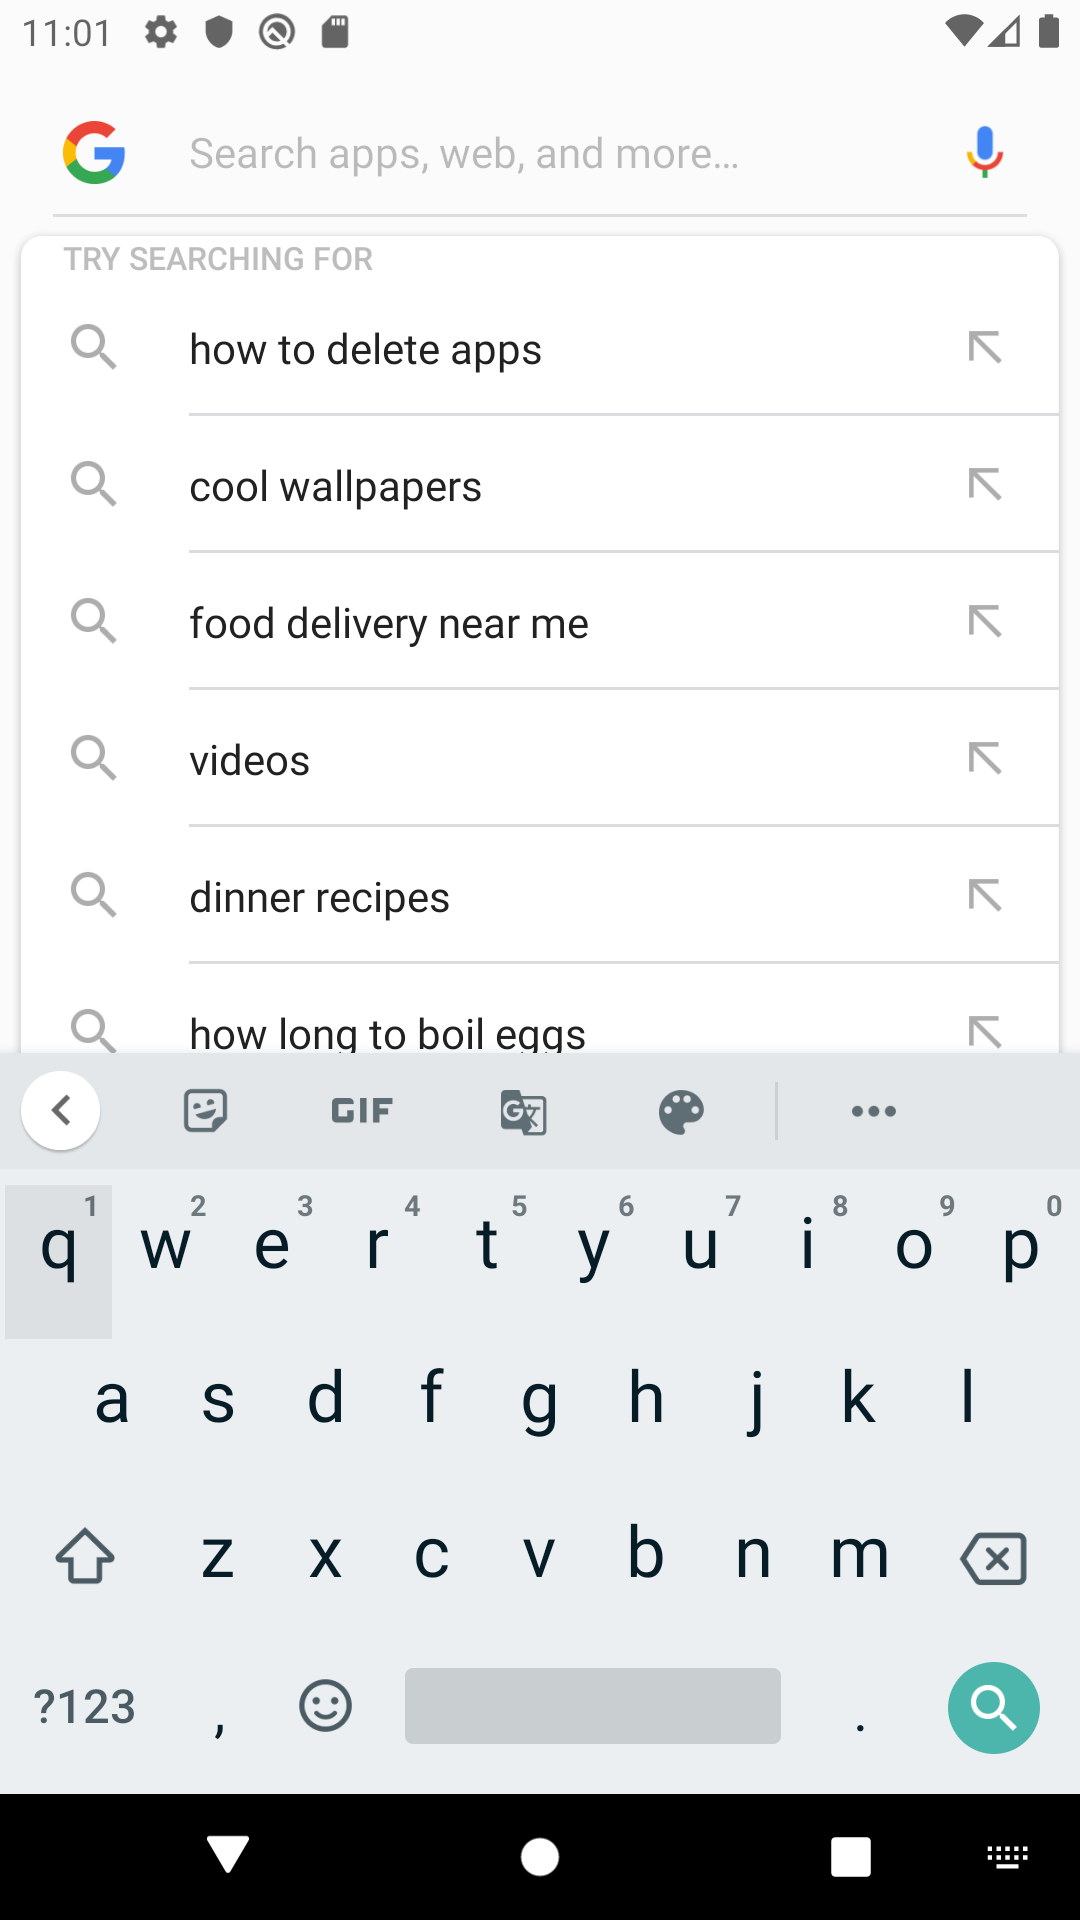 11:01
Search apps, web, and more...
TRY SEARCHING FOR
how to delete apps
cool wallpapers
food delivery near me
videos
dinner recipes
how long to boil eggs
GIF
1 2 3 4 5 6 7 8 9 0
q w e r t y u i o p
a s d f g h j k l
z x c v b n m
?123 , .